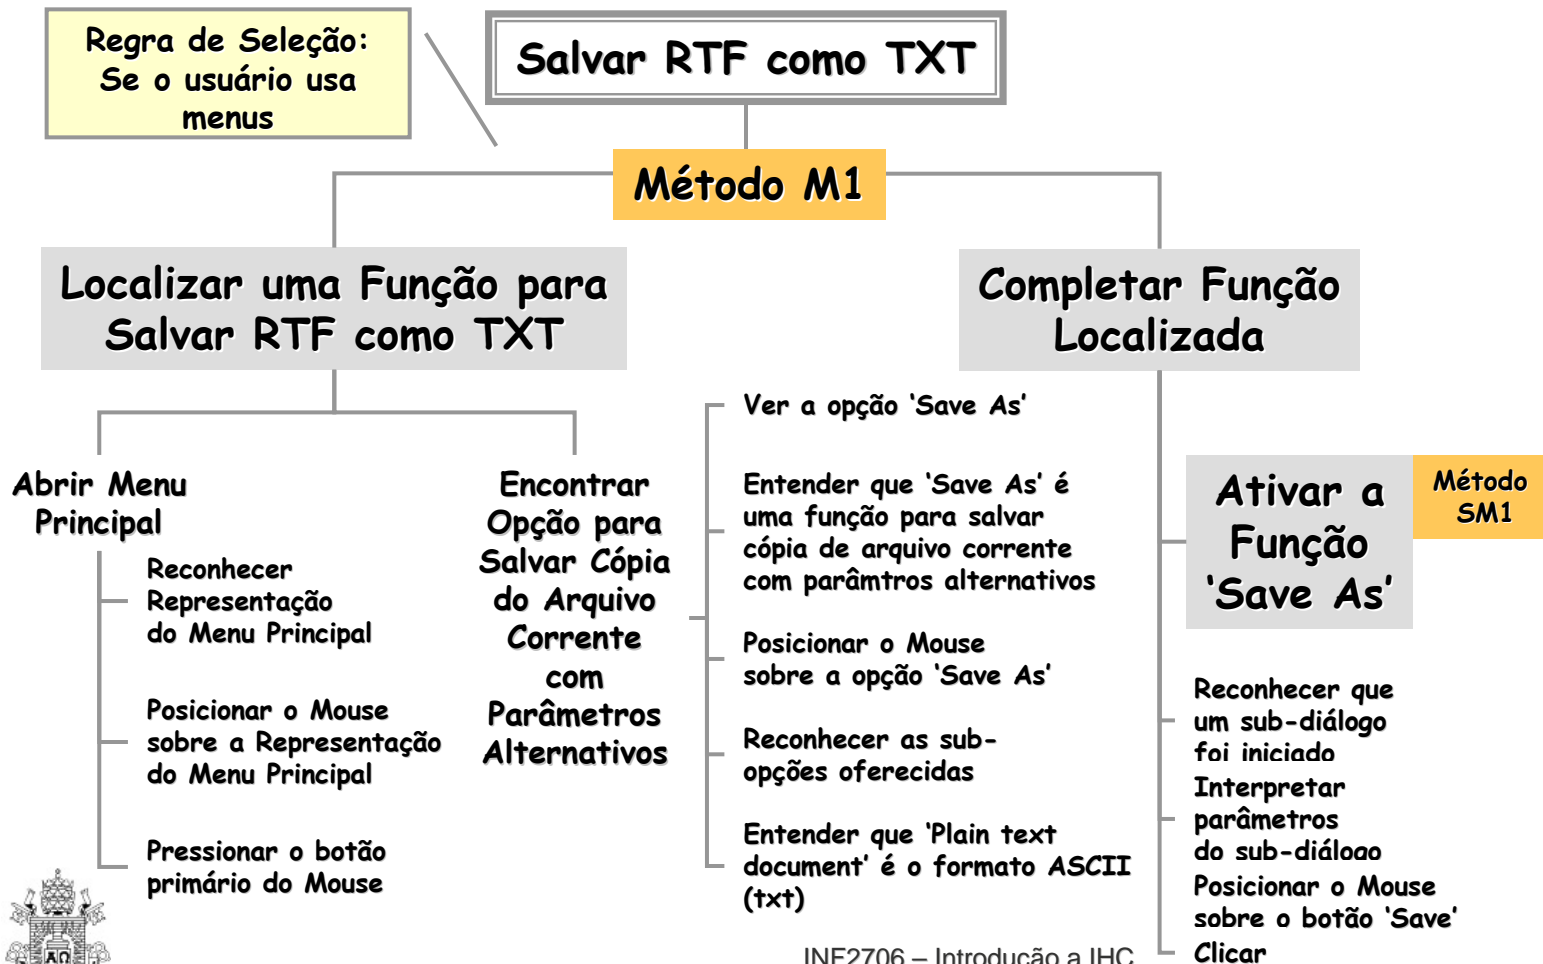 Regra de Seleção:
Se o usuário usa
menus
Salvar RTF como TXT
Método M1
Localizar uma Função para
Salvar RTF como TXT
Completar Função
Localizada
Abrir Menu
Principal
Reconhecer
Representação
do Menu Principal
Posicionar o Mouse
sobre a Representação
do Menu Principal
Pressionar o botão
primário do Mouse
Encontrar
Opção para
Salvar Cópia
do Arquivo
Corrente
com
Parâmetros
Alternativos
Ver a opção ‘Save As’
Entender que ‘Save As’ é
uma função para salvar
cópia de arquivo corrente
com parâmtros alternativos
Posicionar o Mouse
sobre a opção ‘Save As’
Reconhecer as sub-
opções oferecidas
Entender que ‘Plain text
document’ é o formato ASCII
(txt)
Ativar a
Função
‘Save As’
Método
SM1
Reconhecer que
um sub-diálogo
foi iniciado
Interpretar
parâmetros
do sub-diálogo
Posicionar o Mouse
sobre o botão ‘Save’
Clicar
INF2706 – Introdução a IHC
ΑΩ